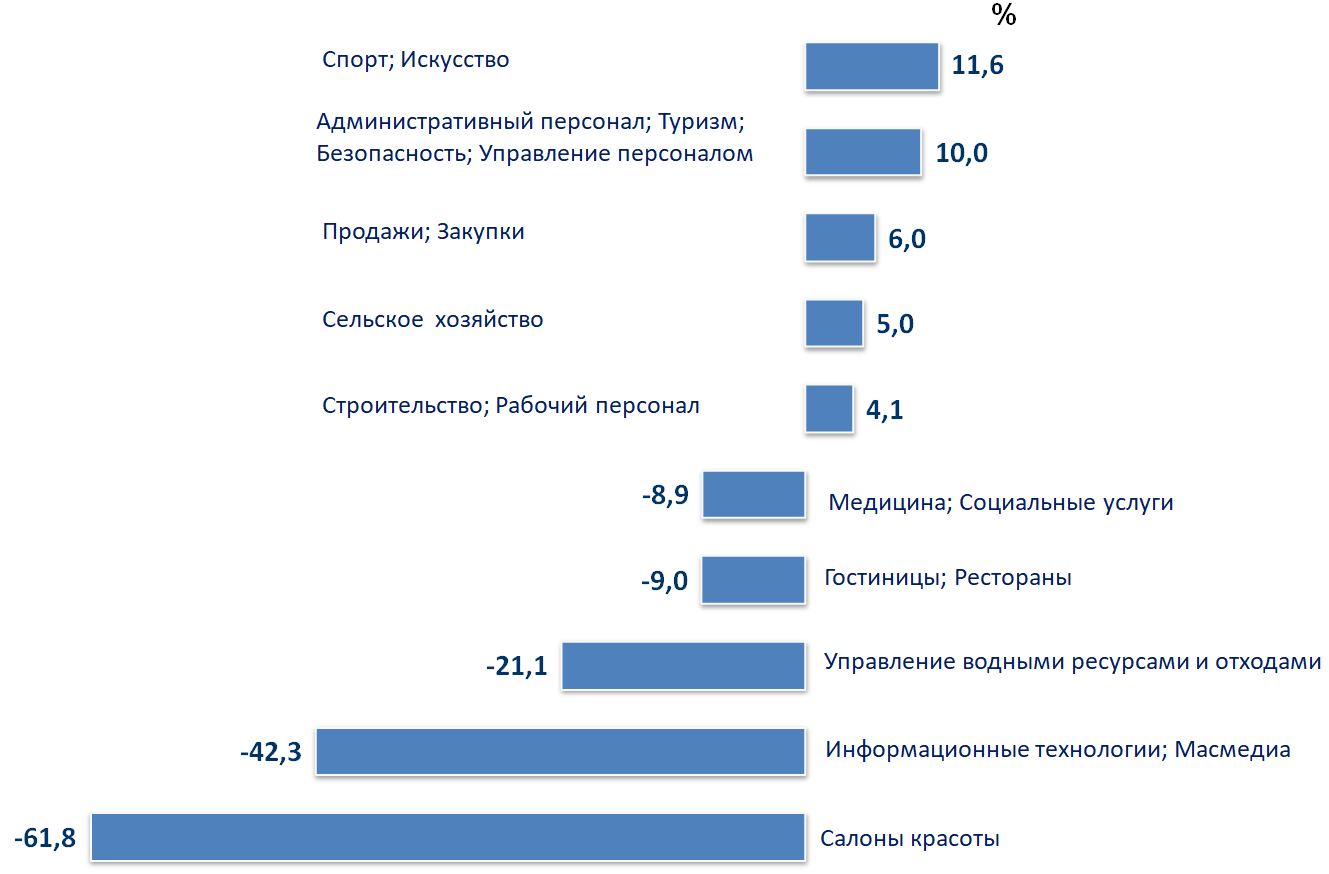 %
Спорт; Искусство
11,6
Административный персонал; Туризм;
Безопасность; Управление персоналом
10,0
Продажи; Закупки
6,0
Сельское хозяйство
5,0
Строительство; Рабочий персонал
4,1
-8,9
Медицина; Социальные услуги
-9,0
Гостиницы; Рестораны
-21,1
Управление водными ресурсами и отходами
-42,3
Информационные технологии; Масмедиа
-61,8
Салоны красоты